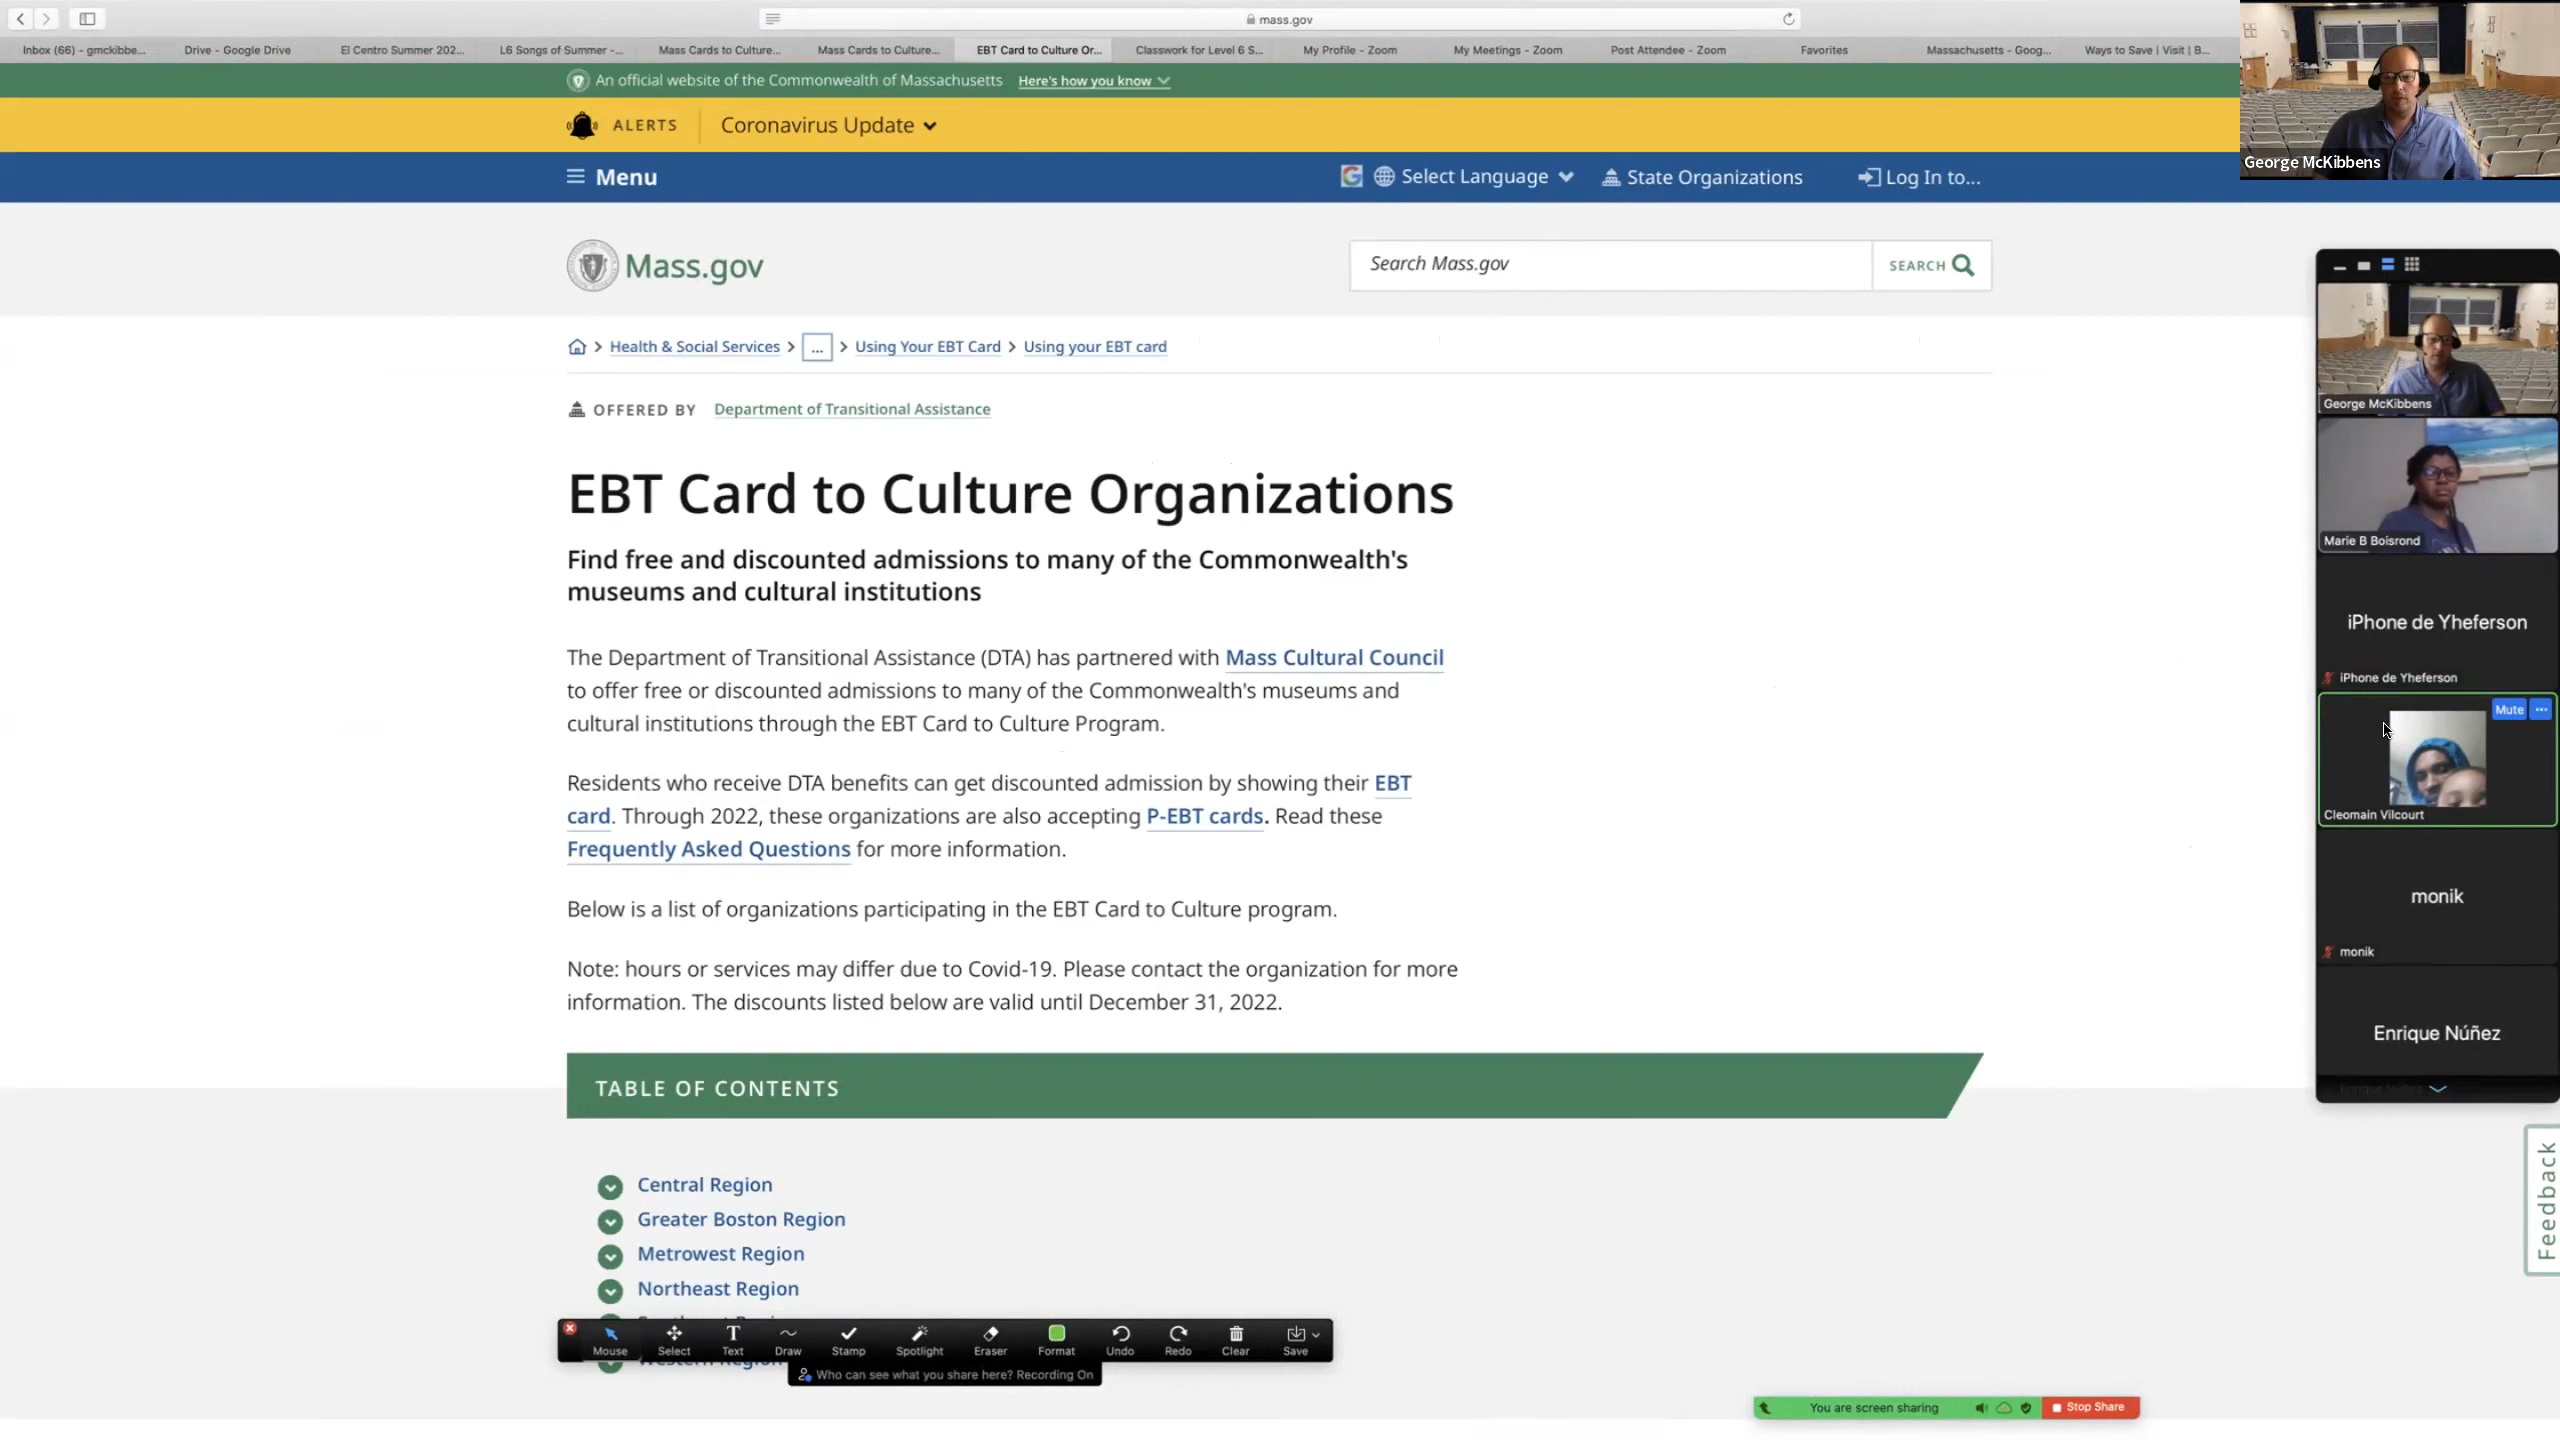 mass.gov
Inbox (66) - gmckibbe...
Drive - Google Drive
El Centro Summer 202...
L6 Songs of Summer -...
Mass Cards to Culture...
Mass Cards to Culture...
EBT Card to Culture Or...
Classwork for Level 6 S...
My Profile - Zoom
My Meetings - Zoom
Post Attendee - Zoom
Favorites
Massachusetts - Goog...
Ways to Save | Visit | B...
An official website of the Commonwealth of Massachusetts Here's how you know
ALERTS Coronavirus Update
Menu
Select Language
State Organizations
Log In to...
George McKibbens
Mass.gov
Search Mass.gov
SEARCH
Health & Social Services > ... > Using Your EBT Card > Using your EBT card
OFFERED BY Department of Transitional Assistance
EBT Card to Culture Organizations
Find free and discounted admissions to many of the Commonwealth's
museums and cultural institutions
The Department of Transitional Assistance (DTA) has partnered with Mass Cultural Council
to offer free or discounted admissions to many of the Commonwealth's museums and
cultural institutions through the EBT Card to Culture Program.
Residents who receive DTA benefits can get discounted admission by showing their EBT
card. Through 2022, these organizations are also accepting P-EBT cards. Read these
Frequently Asked Questions for more information.
Below is a list of organizations participating in the EBT Card to Culture program.
Note: hours or services may differ due to Covid-19. Please contact the organization for more
information. The discounts listed below are valid until December 31, 2022.
TABLE OF CONTENTS
Central Region
Greater Boston Region
Metrowest Region
Northeast Region
Western Region
Mouse
Select
Text
Draw
Stamp
Spotlight
Eraser
Format
Undo
Redo
Clear
Save
Who can see what you share here? Recording On
George McKibbens
Marie B Boisrond
iPhone de Yheferson
iPhone de Yheferson
Mute
Cleomain Vilcourt
monik
monik
Enrique Núñez
Feedback
You are screen sharing
Stop Share